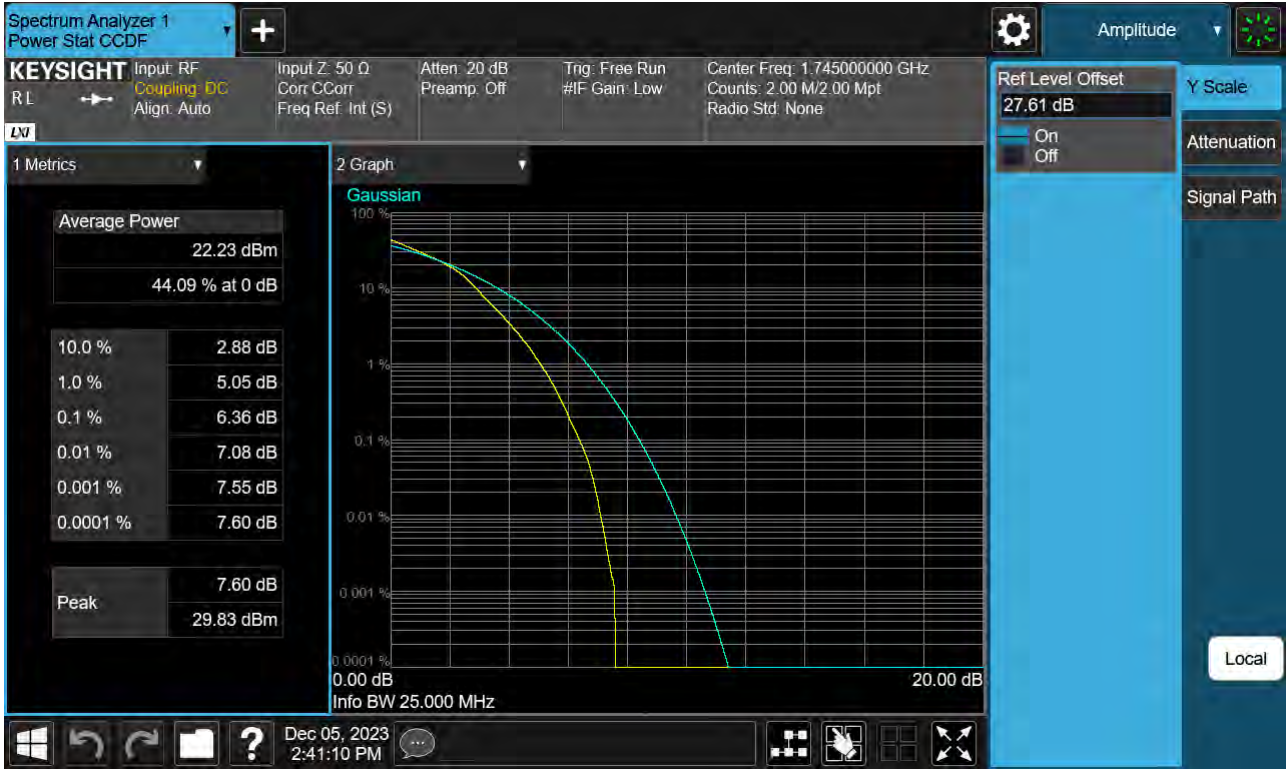 Spectrum Analyzer 1
Power Stat CCDF
+
Amplitude
KEYSIGHT
R L
LXI
Input: RF
Coupling: DC
Align: Auto
Input Z: 50 Ω
Corr CCorr
Freq Ref: Int (S)
Atten: 20 dB
Preamp: Off
Trig: Free Run
#IF Gain: Low
Center Freq: 1.745000000 GHz
Counts: 2.00 M/2.00 Mpt
Radio Std: None
Ref Level Offset
27.61 dB
On
Off
Y Scale
Attenuation
Signal Path
Local
1 Metrics
Average Power
22.23 dBm
44.09 % at 0 dB
10.0 % 2.88 dB
1.0 % 5.05 dB
0.1 % 6.36 dB
0.01 % 7.08 dB
0.001 % 7.55 dB
0.0001 % 7.60 dB
Peak
7.60 dB
29.83 dBm
2 Graph
Gaussian
100 %
10 %
1 %
0.1 %
0.01 %
0.001 %
0.0001 %
0.00 dB 20.00 dB
Info BW 25.000 MHz
?
Dec 05, 2023
2:41:10 PM